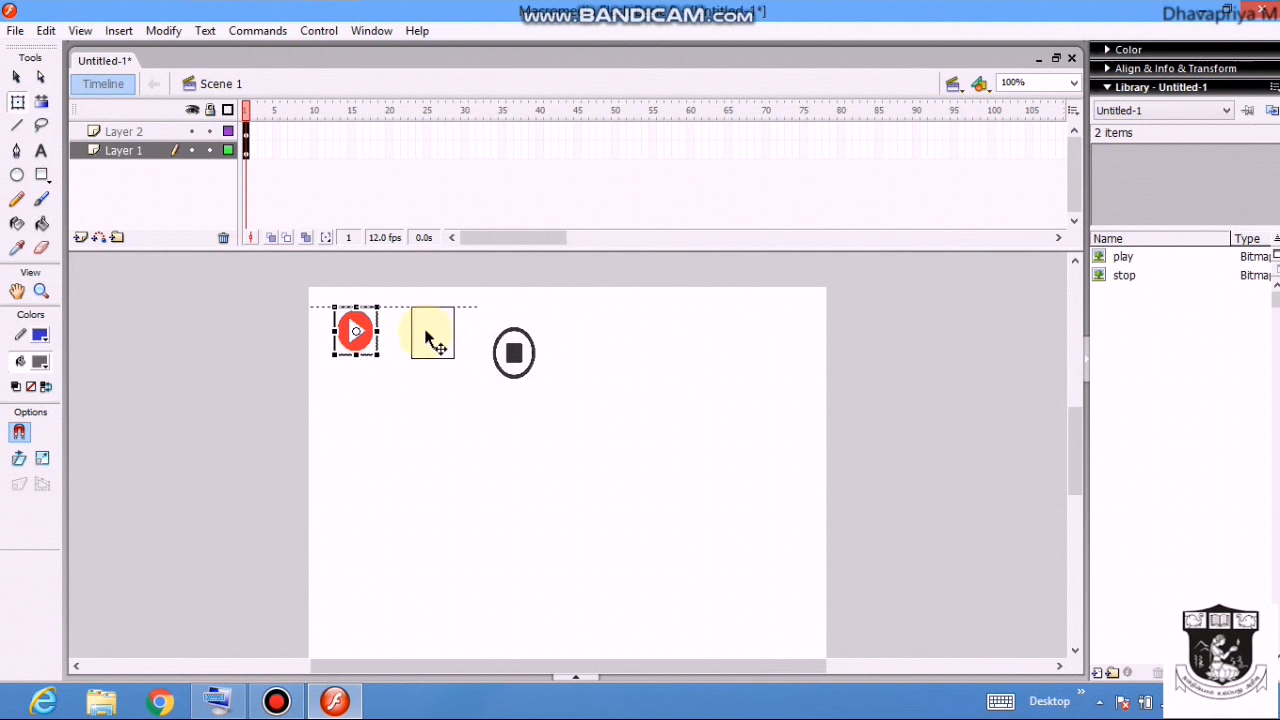 www.BANDICAM.com
Dhavapriya M
File Edit View Insert Modify Text Commands Control Window Help
Tools
Untitled-1*
Timeline
Scene 1
100%
5 10 15 20 25 30 35 40 45 50 55 60 65 70 75 80 85 90 95 100 105
Layer 2
Layer 1
1 12.0 fps 0.0s
View
Colors
Options
Color
Align & Info & Transform
Library - Untitled-1
Untitled-1
2 items
Name Type
play Bitma
stop Bitma
Desktop